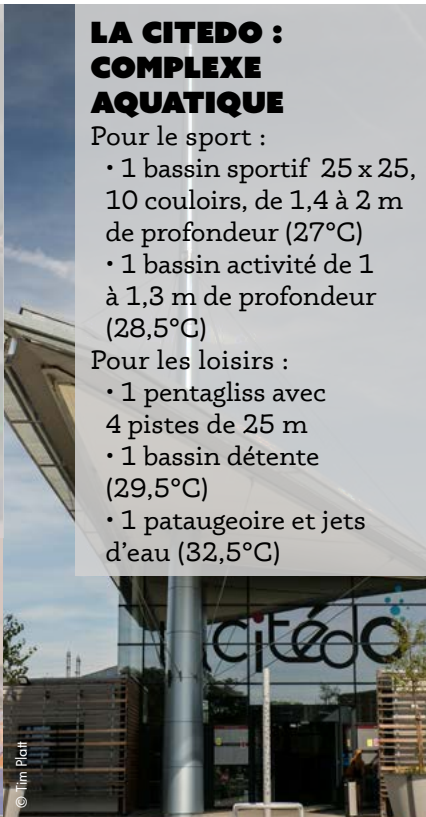 LA CITEDO :
COMPLEXE
AQUATIQUE
Pour le sport :
• 1 bassin sportif 25 x 25,
10 couloirs, de 1,4 à 2 m
de profondeur (27°C)
• 1 bassin activité de 1
à 1,3 m de profondeur
(28,5°C)
Pour les loisirs :
• 1 pentagliss avec
4 pistes de 25 m
• 1 bassin détente
(29,5°C)
• 1 pataugeoire et jets
d'eau (32,5°C)
citédo
© Tim Platt